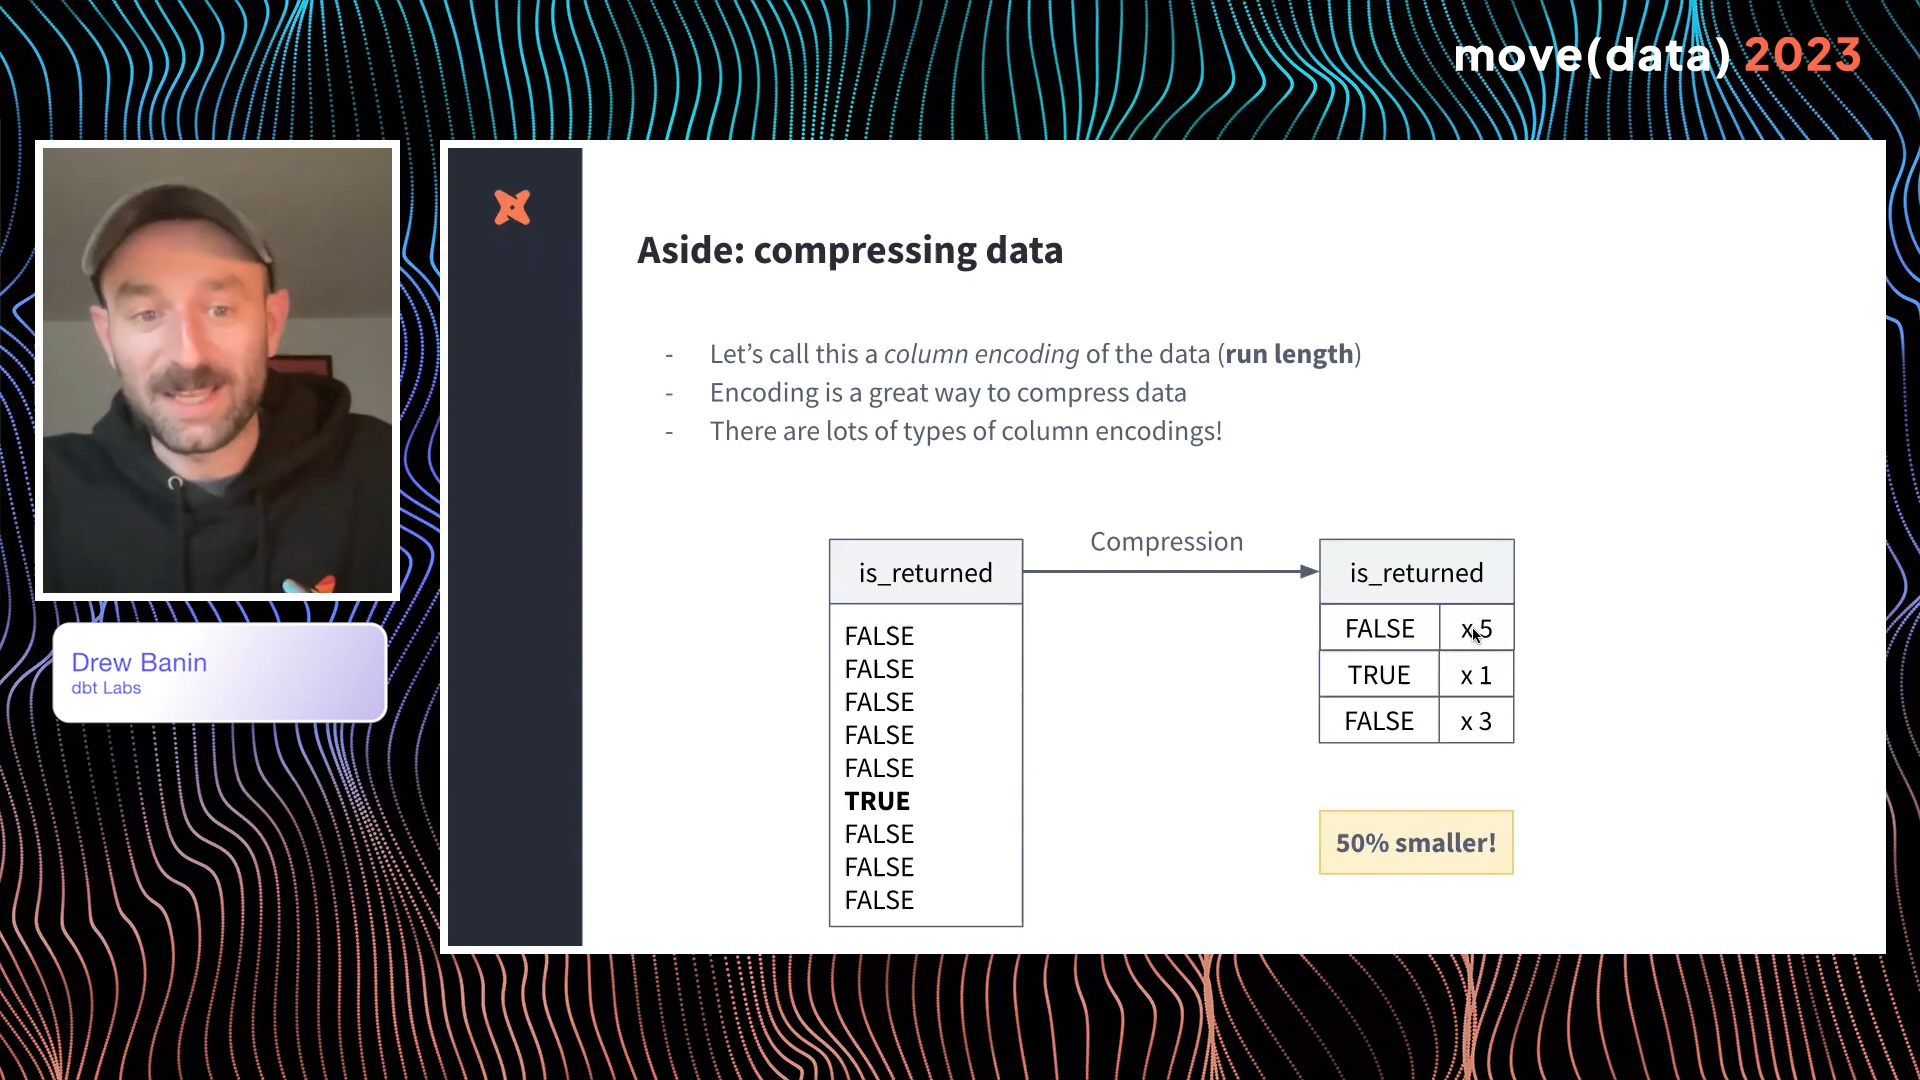 move(data) 2023
Drew Banin
dbt Labs
Aside: compressing data
- Let's call this a column encoding of the data (run length)
- Encoding is a great way to compress data
- There are lots of types of column encodings!
is_returned
FALSE
FALSE
FALSE
FALSE
FALSE
TRUE
FALSE
FALSE
FALSE
Compression
is_returned
FALSE x 5
TRUE x 1
FALSE x 3
50% smaller!